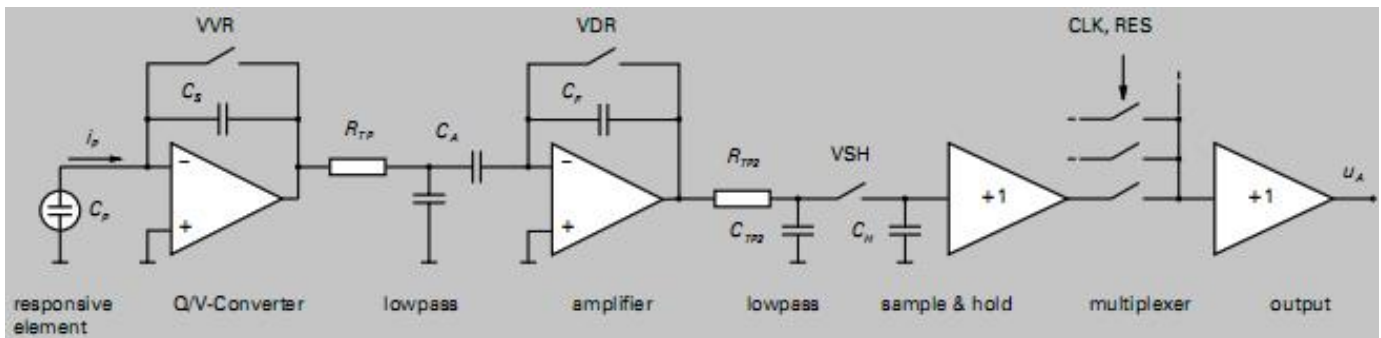 VVR
VDR
CLK, RES
C_S
C_F
R_TP
C_A
i_P
R_TP2
VSH
u_A
−
−
+1
+1
C_P
+
+
C_TP2
C_H
responsive element
Q/V-Converter
lowpass
amplifier
lowpass
sample & hold
multiplexer
output